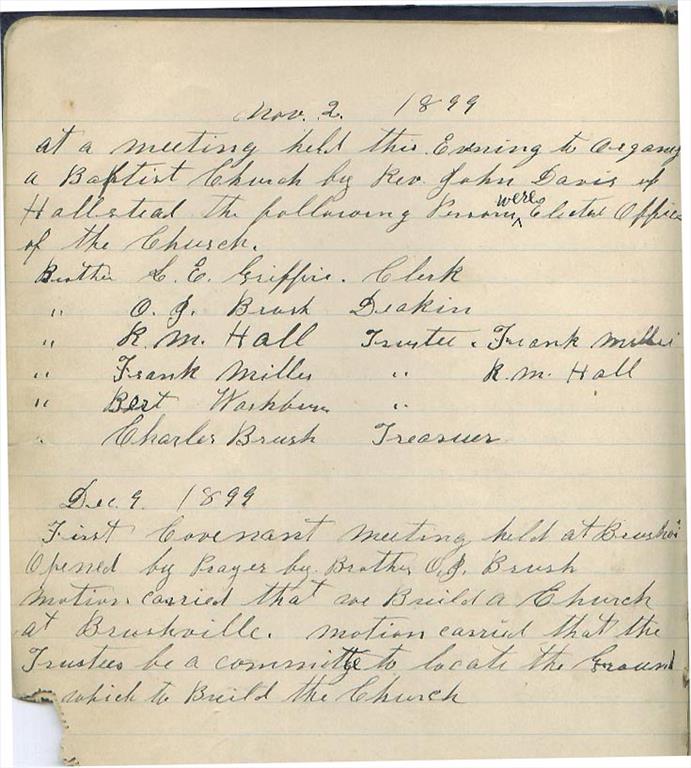 Nov. 2. 1899
at a meeting held this Evening to Organize
a Baptist Church by Rev. John Davis of
Hallstead the following Persons were Elected Office
of the Church.
Brother L. E. Griffis. Clerk
" O. J. Brush Deakin
" R. M. Hall Trustee. Frank Miller
" Frank Miller " R. M. Hall
" Bert Washburn "
" Charles Brush Treasurer
Dec. 9. 1899
First Covenant meeting held at
Opened by Prayer by Brother O. J. Brush
motion carried that we Build a Church
at Brushville. motion carried that the
Trustees be a committe to locate the Ground
which to Build the Church